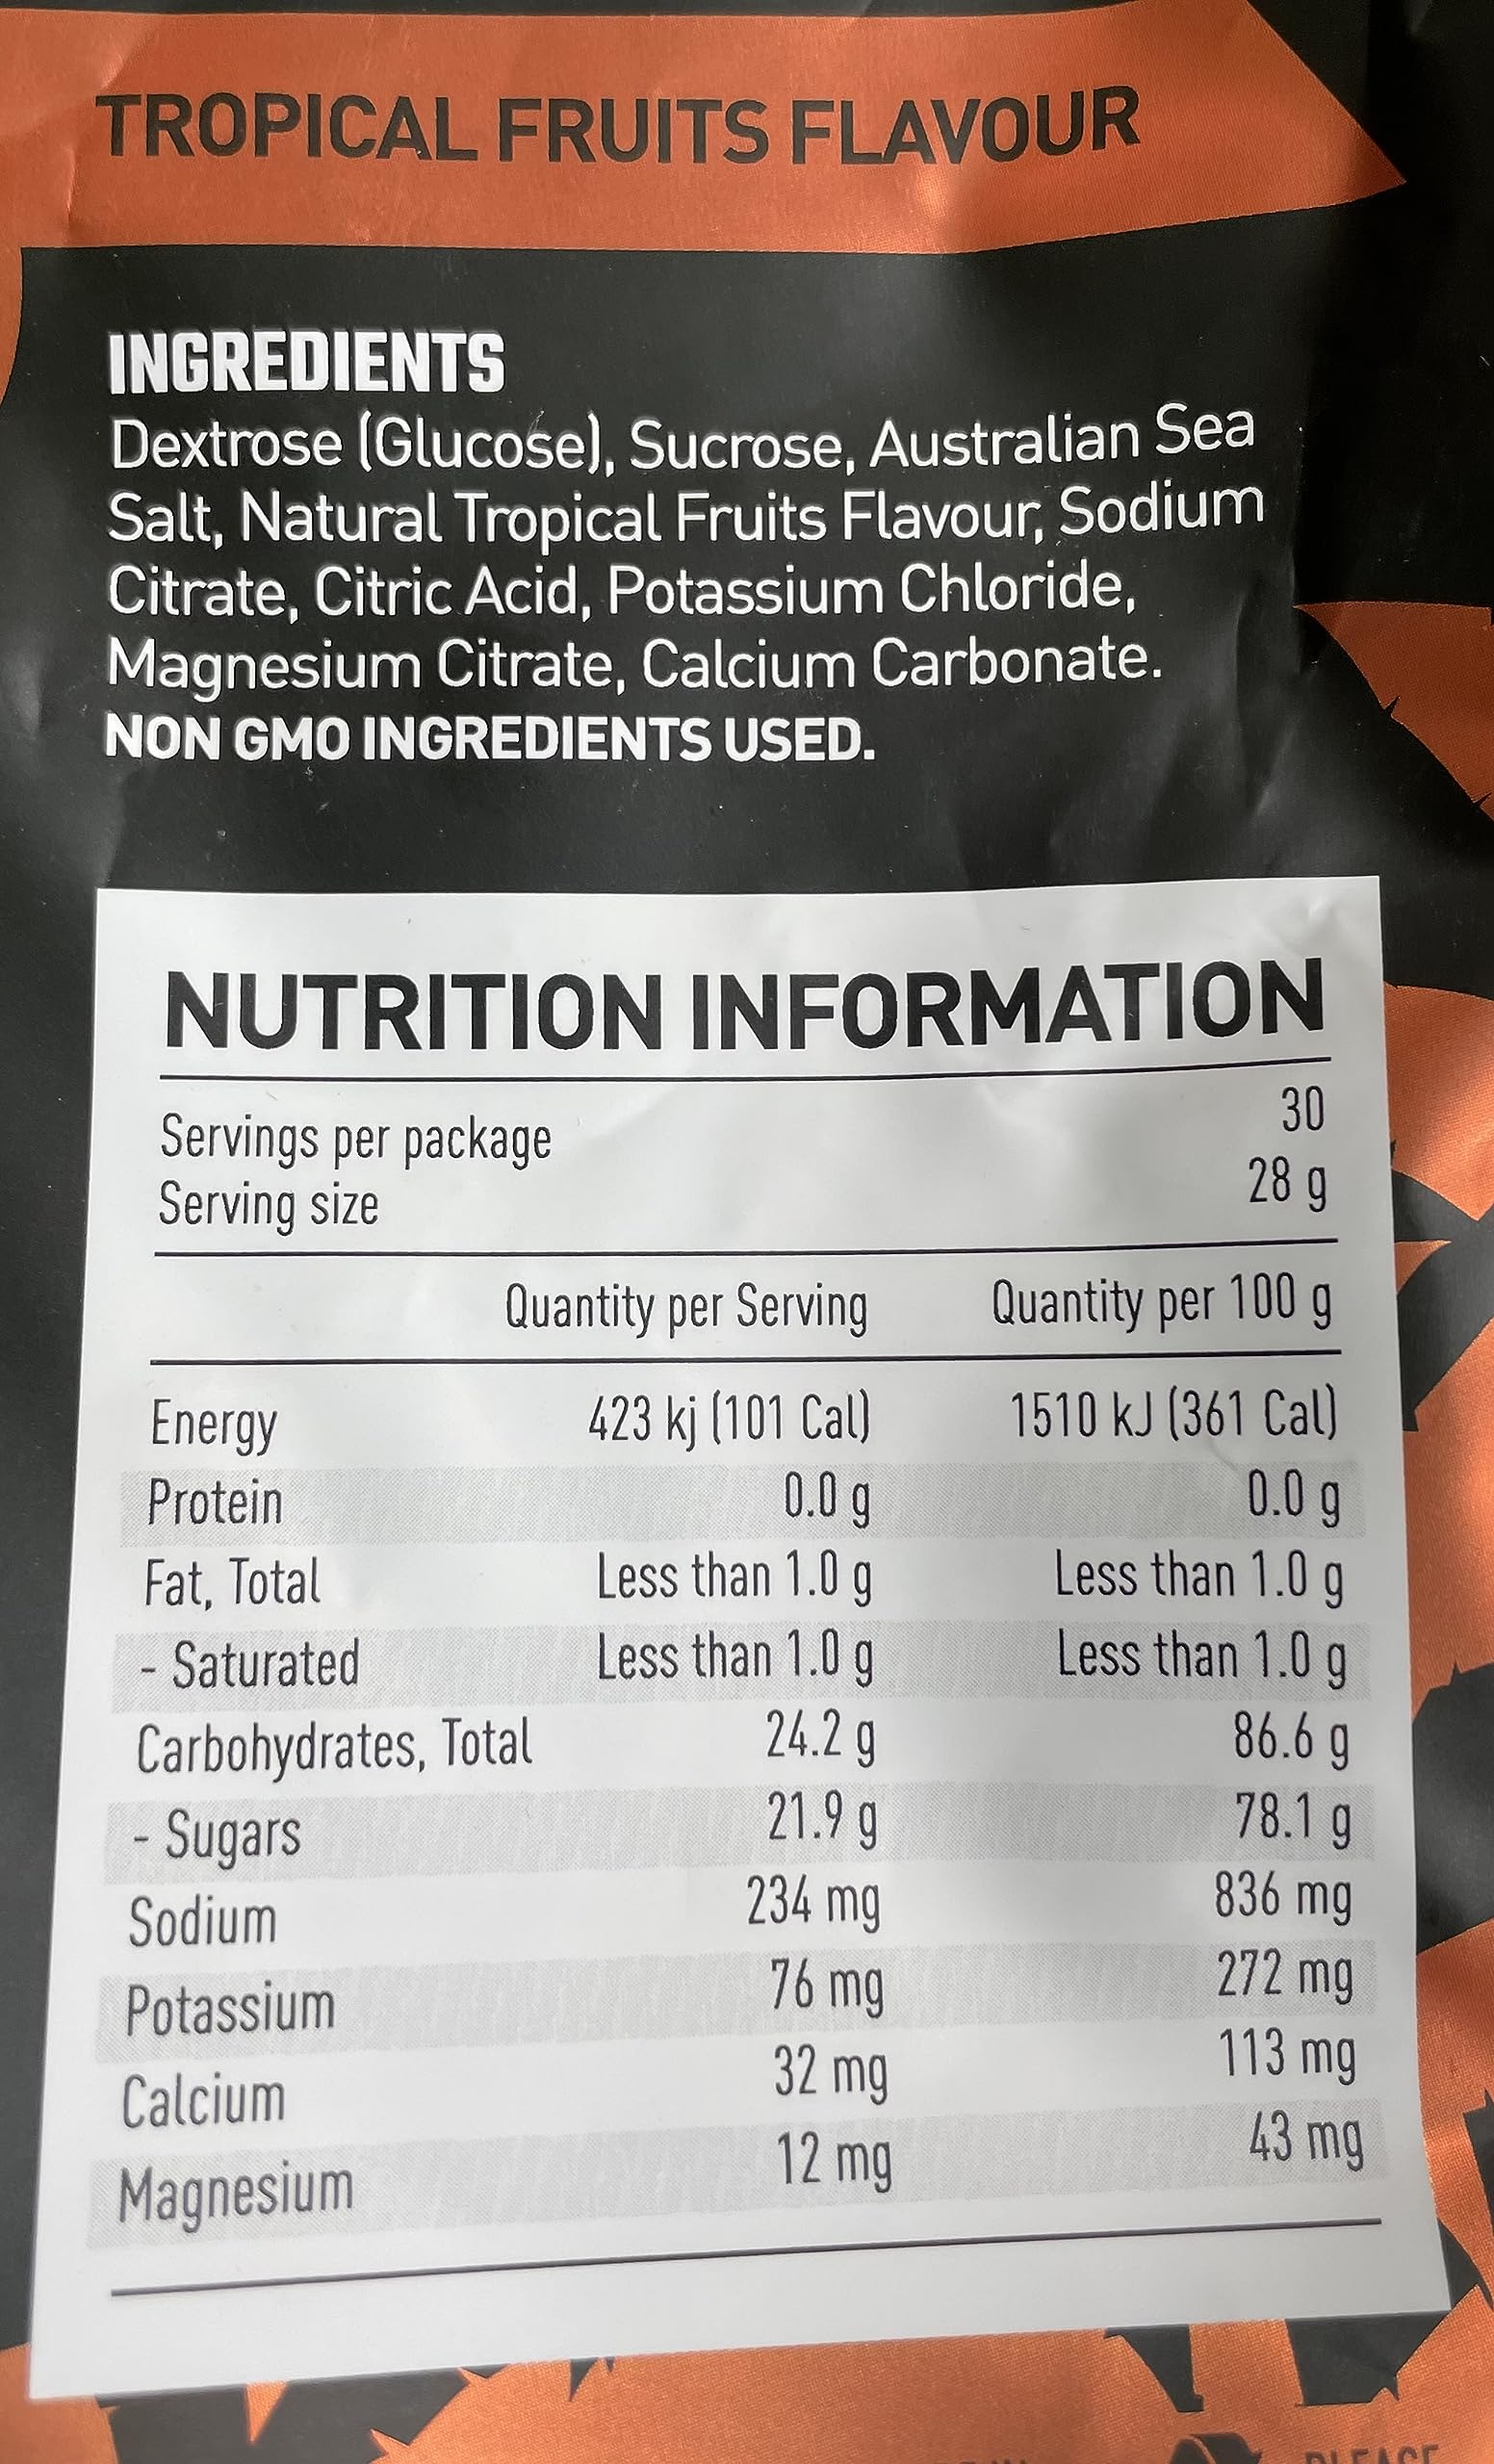 TROPICAL FRUITS FLAVOUR
INGREDIENTS
Dextrose (Glucose), Sucrose, Australian Sea
Salt, Natural Tropical Fruits Flavour, Sodium
Citrate, Citric Acid, Potassium Chloride,
Magnesium Citrate, Calcium Carbonate.
NON GMO INGREDIENTS USED.
NUTRITION INFORMATION
Servings per package 30
Serving size 28 g
Quantity per Serving Quantity per 100 g
Energy 423 kj (101 Cal) 1510 kJ (361 Cal)
Protein 0.0 g 0.0 g
Fat, Total Less than 1.0 g Less than 1.0 g
- Saturated Less than 1.0 g Less than 1.0 g
Carbohydrates, Total 24.2 g 86.6 g
- Sugars 21.9 g 78.1 g
Sodium 234 mg 836 mg
Potassium 76 mg 272 mg
Calcium 32 mg 113 mg
Magnesium 12 mg 43 mg
PLEASE